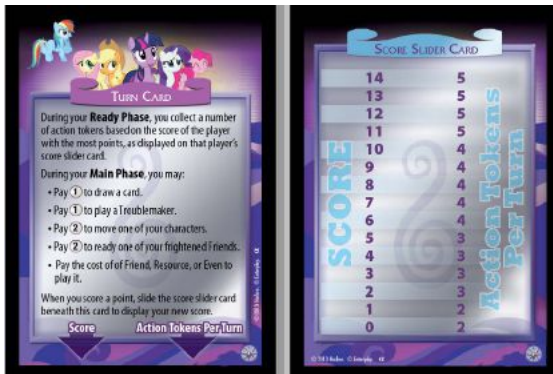 TURN CARD
During your Ready Phase, you collect a number
of action tokens based on the score of the player
with the most points, as displayed on that player's
score slider card.
During your Main Phase, you may:
• Pay 1 to draw a card.
• Pay 1 to play a Troublemaker.
• Pay 2 to move one of your characters.
• Pay 2 to ready one of your frightened Friends.
• Pay the cost of of Friend, Resource, or Even to
play it.
When you score a point, slide the score slider card
beneath this card to display your new score.
Score Action Tokens Per Turn
SCORE SLIDER CARD
SCORE
Action Tokens
Per Turn
14 5
13 5
12 5
11 5
10 4
9 4
8 4
7 4
6 4
5 3
4 3
3 3
2 3
1 2
0 2